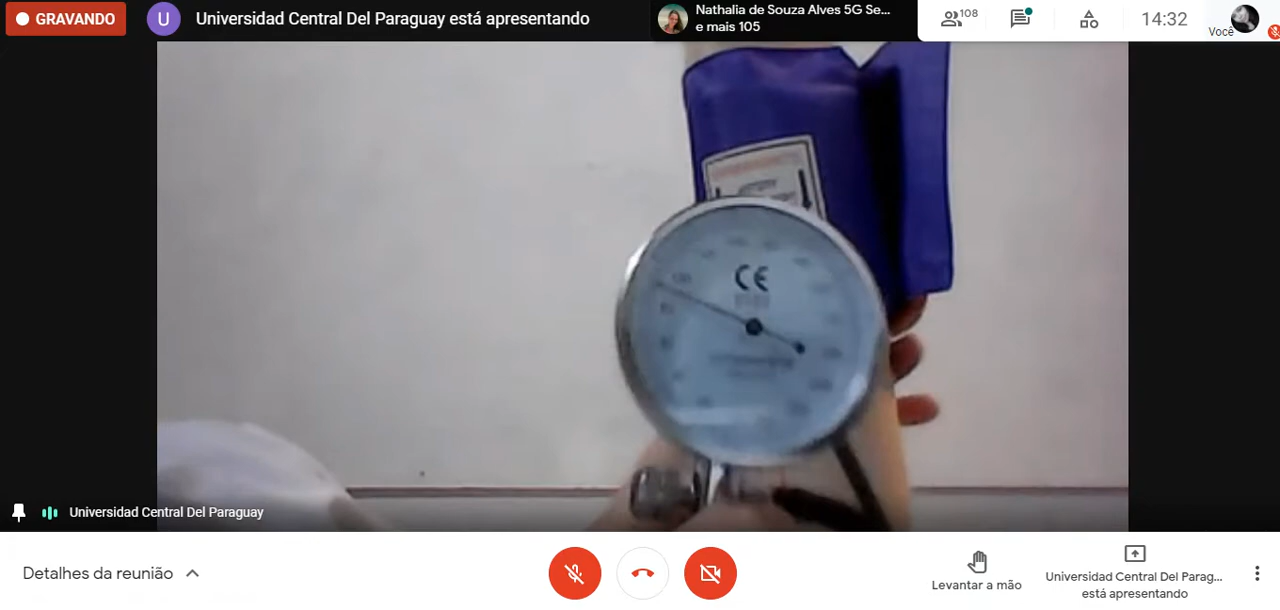 GRAVANDO
U
Universidad Central Del Paraguay está apresentando
Nathalia de Souza Alves 5G Se...
e mais 105
108
14:32
Você
CE
Universidad Central Del Paraguay
Detalhes da reunião
Levantar a mão
Universidad Central Del Parag...
está apresentando